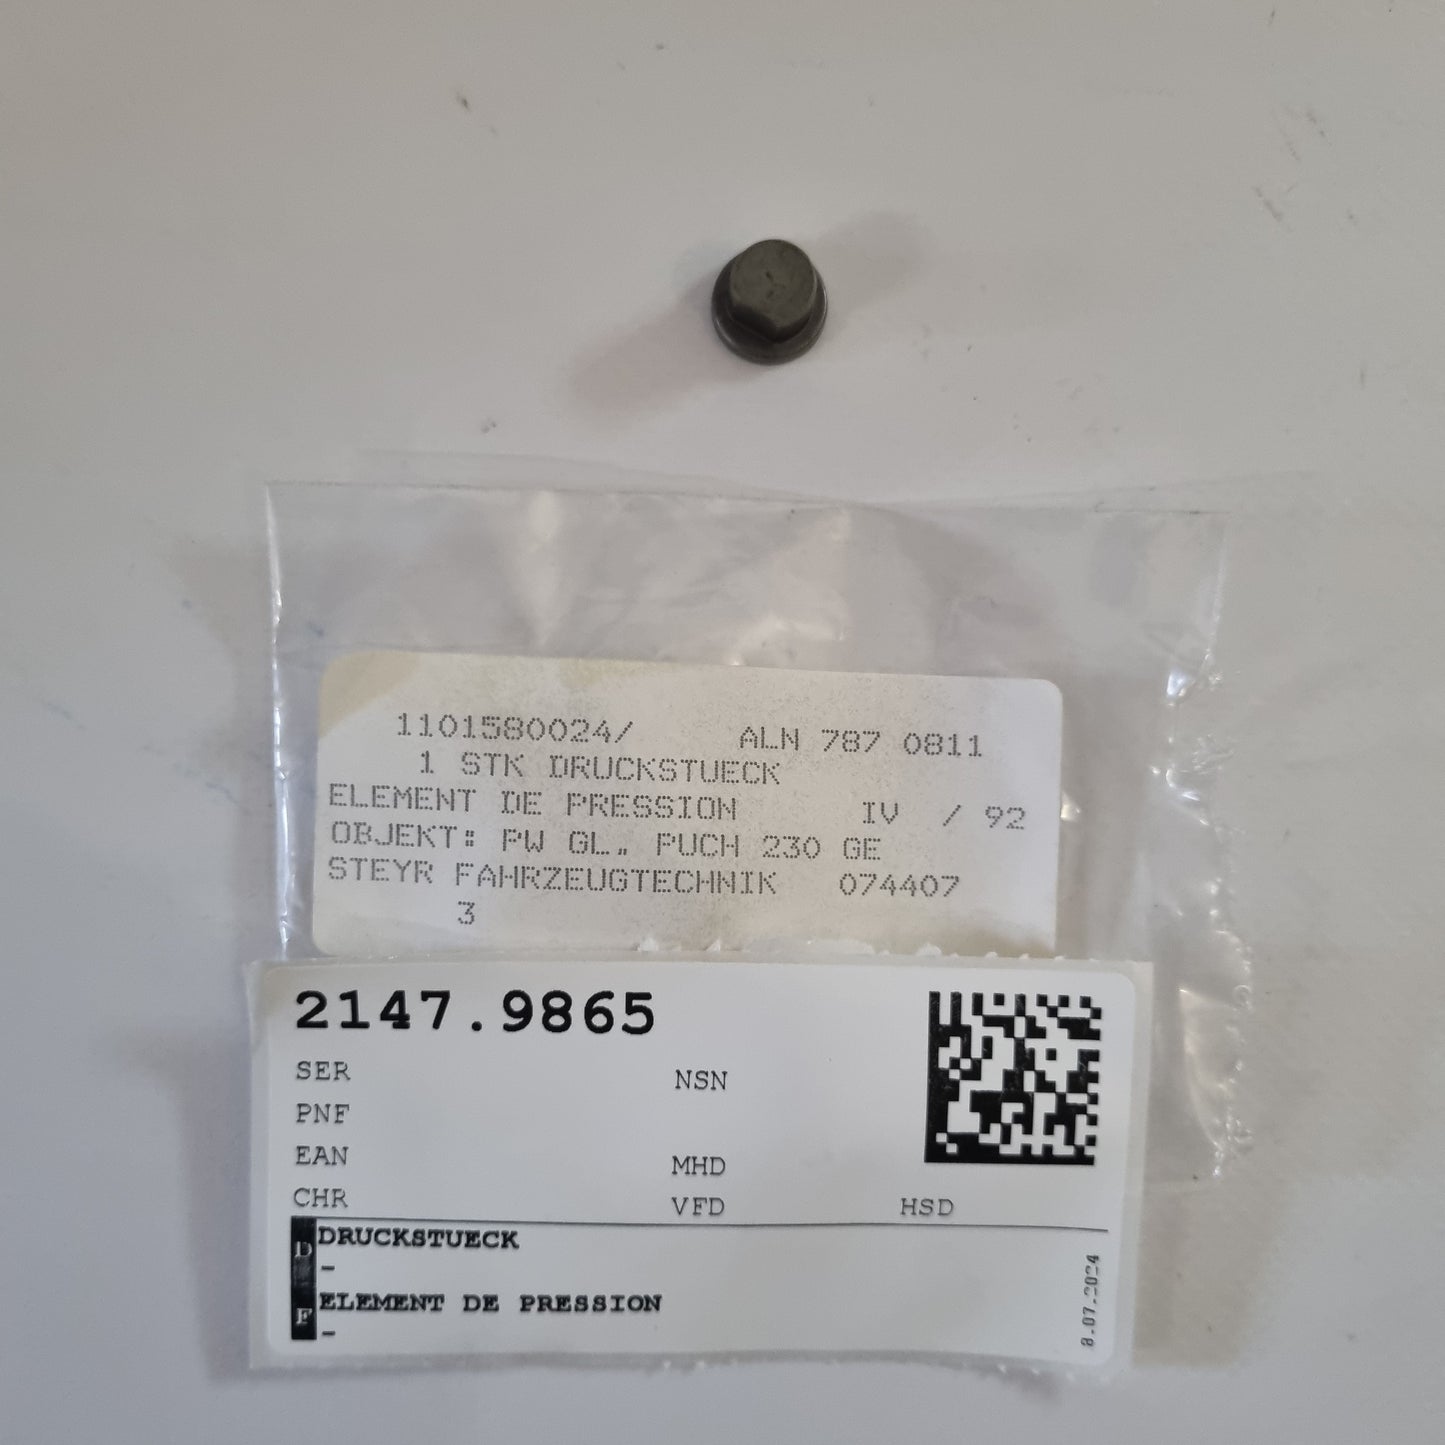 1101580024/ ALN 787 0811
1 STK DRUCKSTUECK
ELEMENT DE PRESSION IV / 92
OBJEKT: PW GL. PUCH 230 GE
STEYR FAHRZEUGTECHNIK 074407
3
2147.9865
SER NSN
PNF
EAN MHD
CHR VFD HSD
D DRUCKSTUECK
-
F ELEMENT DE PRESSION
-
8.07.2024